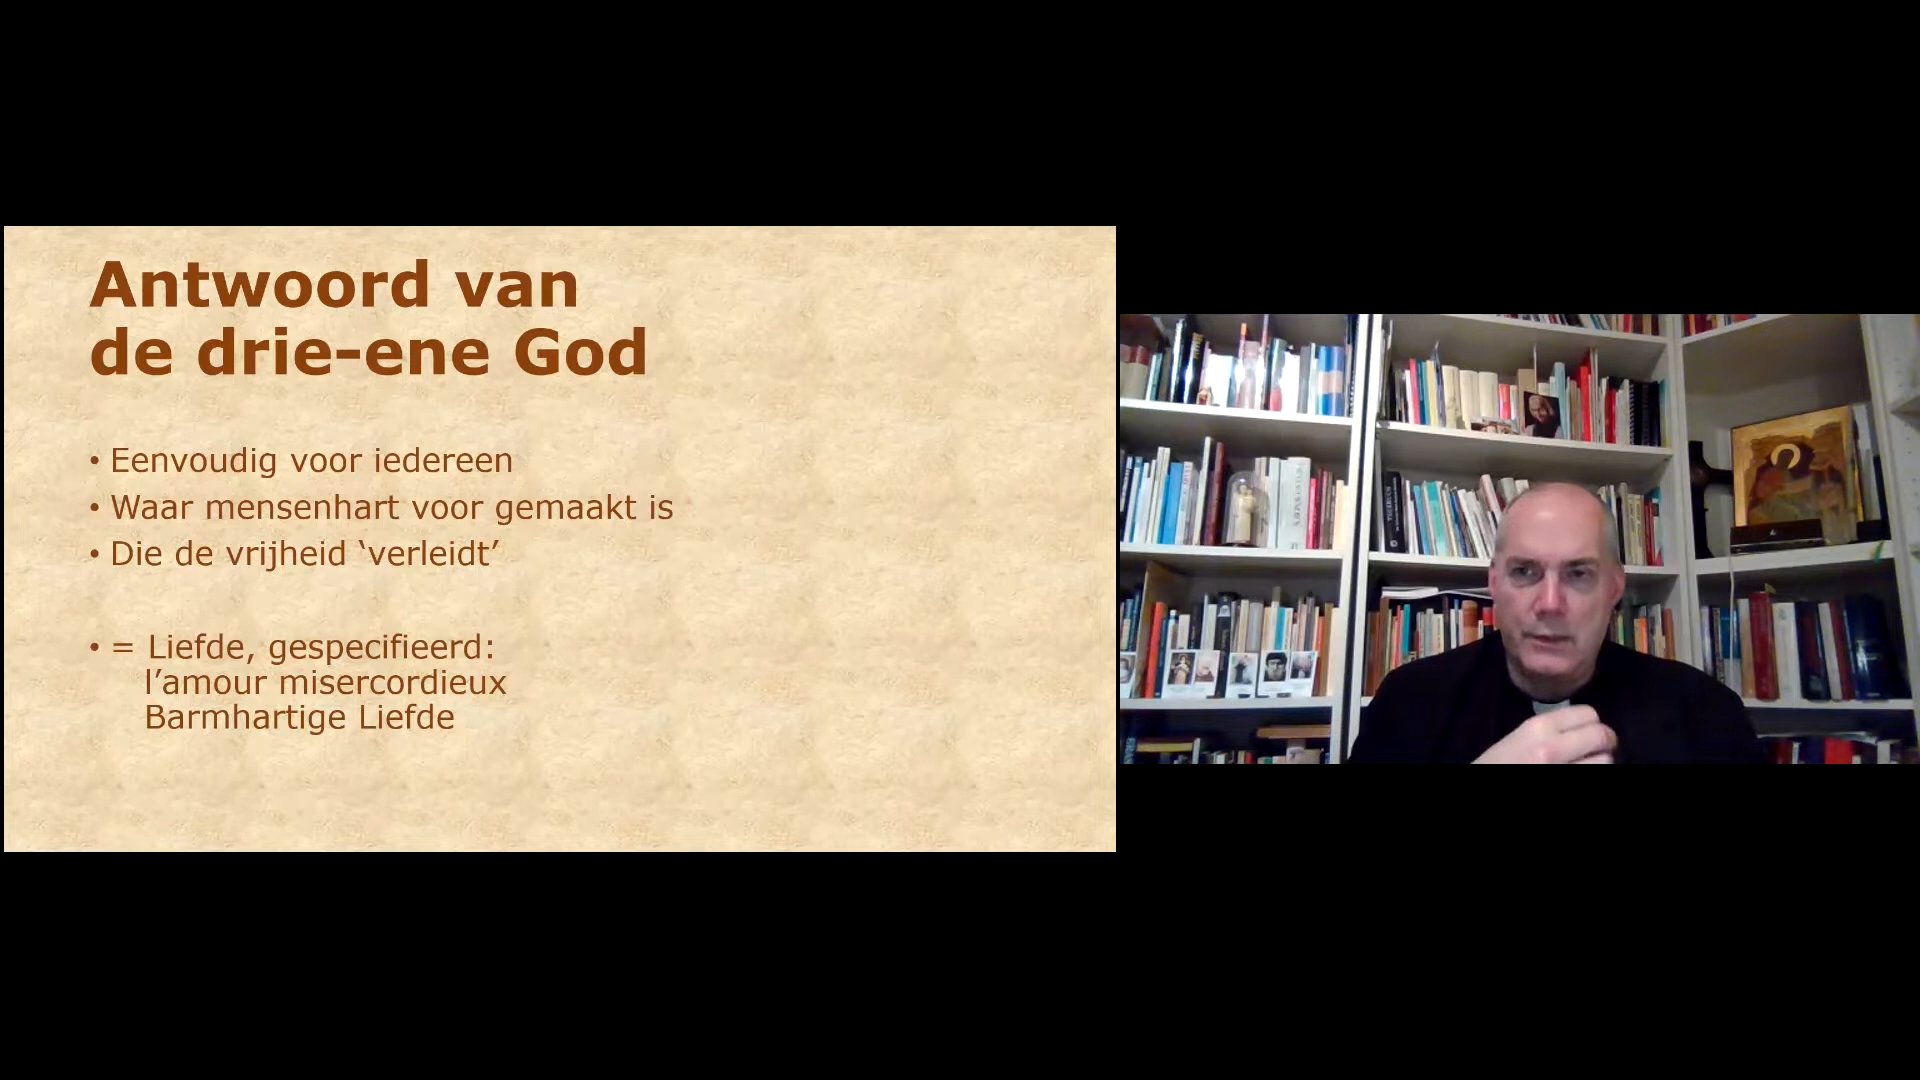 Antwoord van
de drie-ene God
• Eenvoudig voor iedereen
• Waar mensenhart voor gemaakt is
• Die de vrijheid ‘verleidt’
• = Liefde, gespecifieerd:
l’amour misercordieux
Barmhartige Liefde